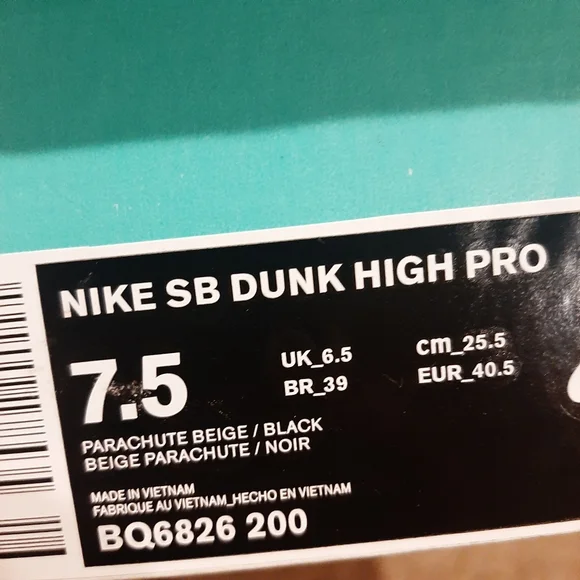 NIKE SB DUNK HIGH PRO
7.5
UK_6.5
cm_25.5
BR_39
EUR_40.5
PARACHUTE BEIGE / BLACK
BEIGE PARACHUTE / NOIR
MADE IN VIETNAM
FABRIQUE AU VIETNAM_HECHO EN VIETNAM
BQ6826 200